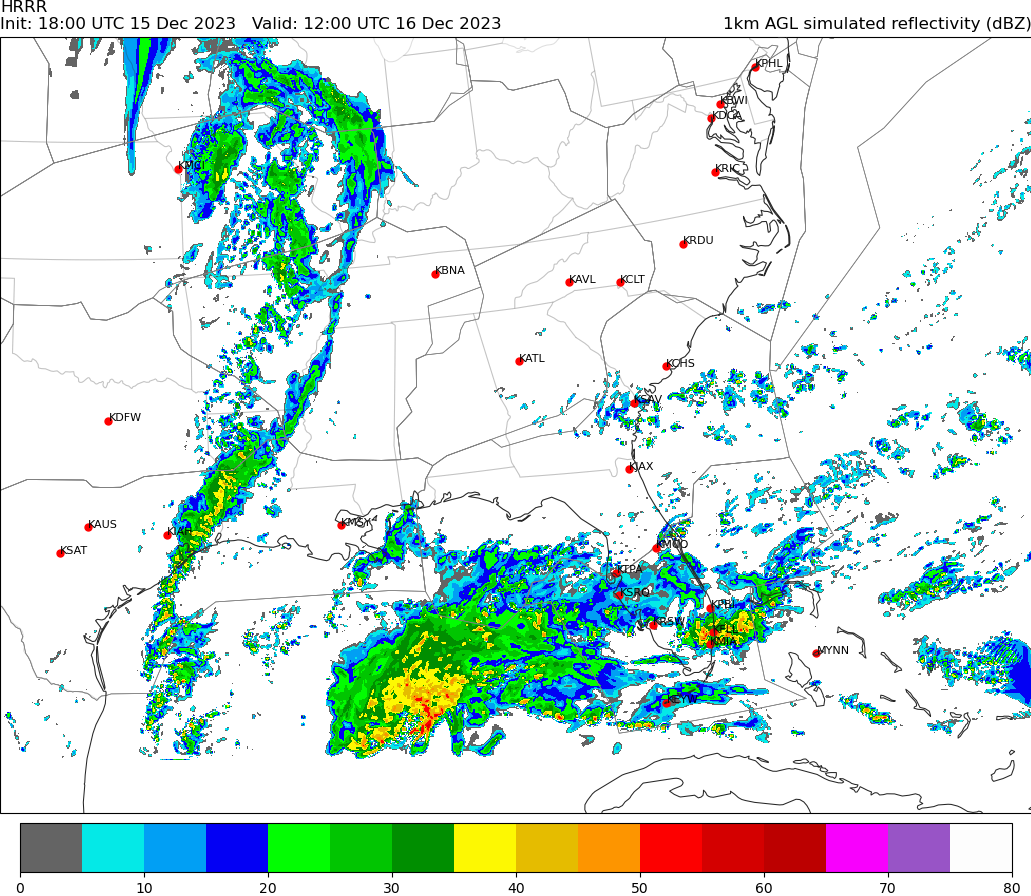 HRRR
Init: 18:00 UTC 15 Dec 2023 Valid: 12:00 UTC 16 Dec 2023 1km AGL simulated reflectivity (dBZ)
KPHL
KBWI
KDCA
KRIC
KRDU
KBNA
KAVL
KCLT
KATL
KCHS
KSAV
KDFW
KJAX
KAUS
KMSY
KSAT
KMCO
KTPA
KSRQ
KPBI
KRSW
KMIA
MYNN
0 10 20 30 40 50 60 70 80